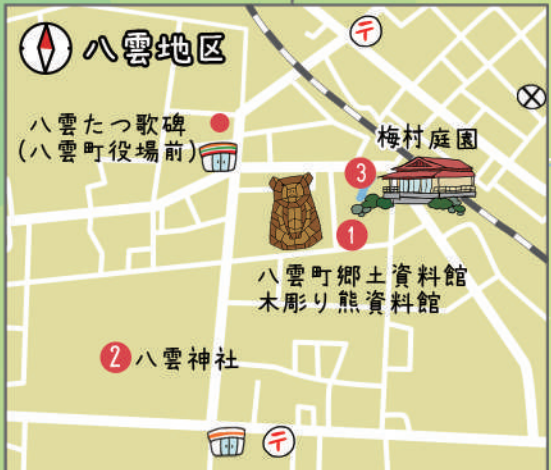 八雲地区
〒
八雲たつ歌碑
(八雲町役場前)
梅村庭園
3
1
八雲町郷土資料館
木彫り熊資料館
2 八雲神社
〒